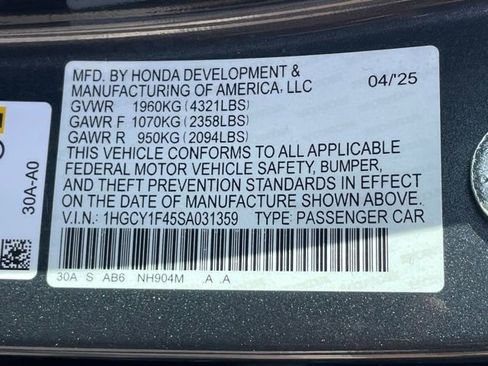 MFD. BY HONDA DEVELOPMENT & 04/25
MANUFACTURING OF AMERICA, LLC
GVWR 1960KG (4321LBS)
GAWR F 1070KG (2358LBS)
GAWR R 950KG (2094LBS)
THIS VEHICLE CONFORMS TO ALL APPLICABLE
FEDERAL MOTOR VEHICLE SAFETY, BUMPER,
AND THEFT PREVENTION STANDARDS IN EFFECT
ON THE DATE OF MANUFACTURE SHOWN ABOVE.
V.I.N.: 1HGCY1F45SA031359 TYPE: PASSENGER CAR
30A S AB6 NH904M .A .A
30A-A0